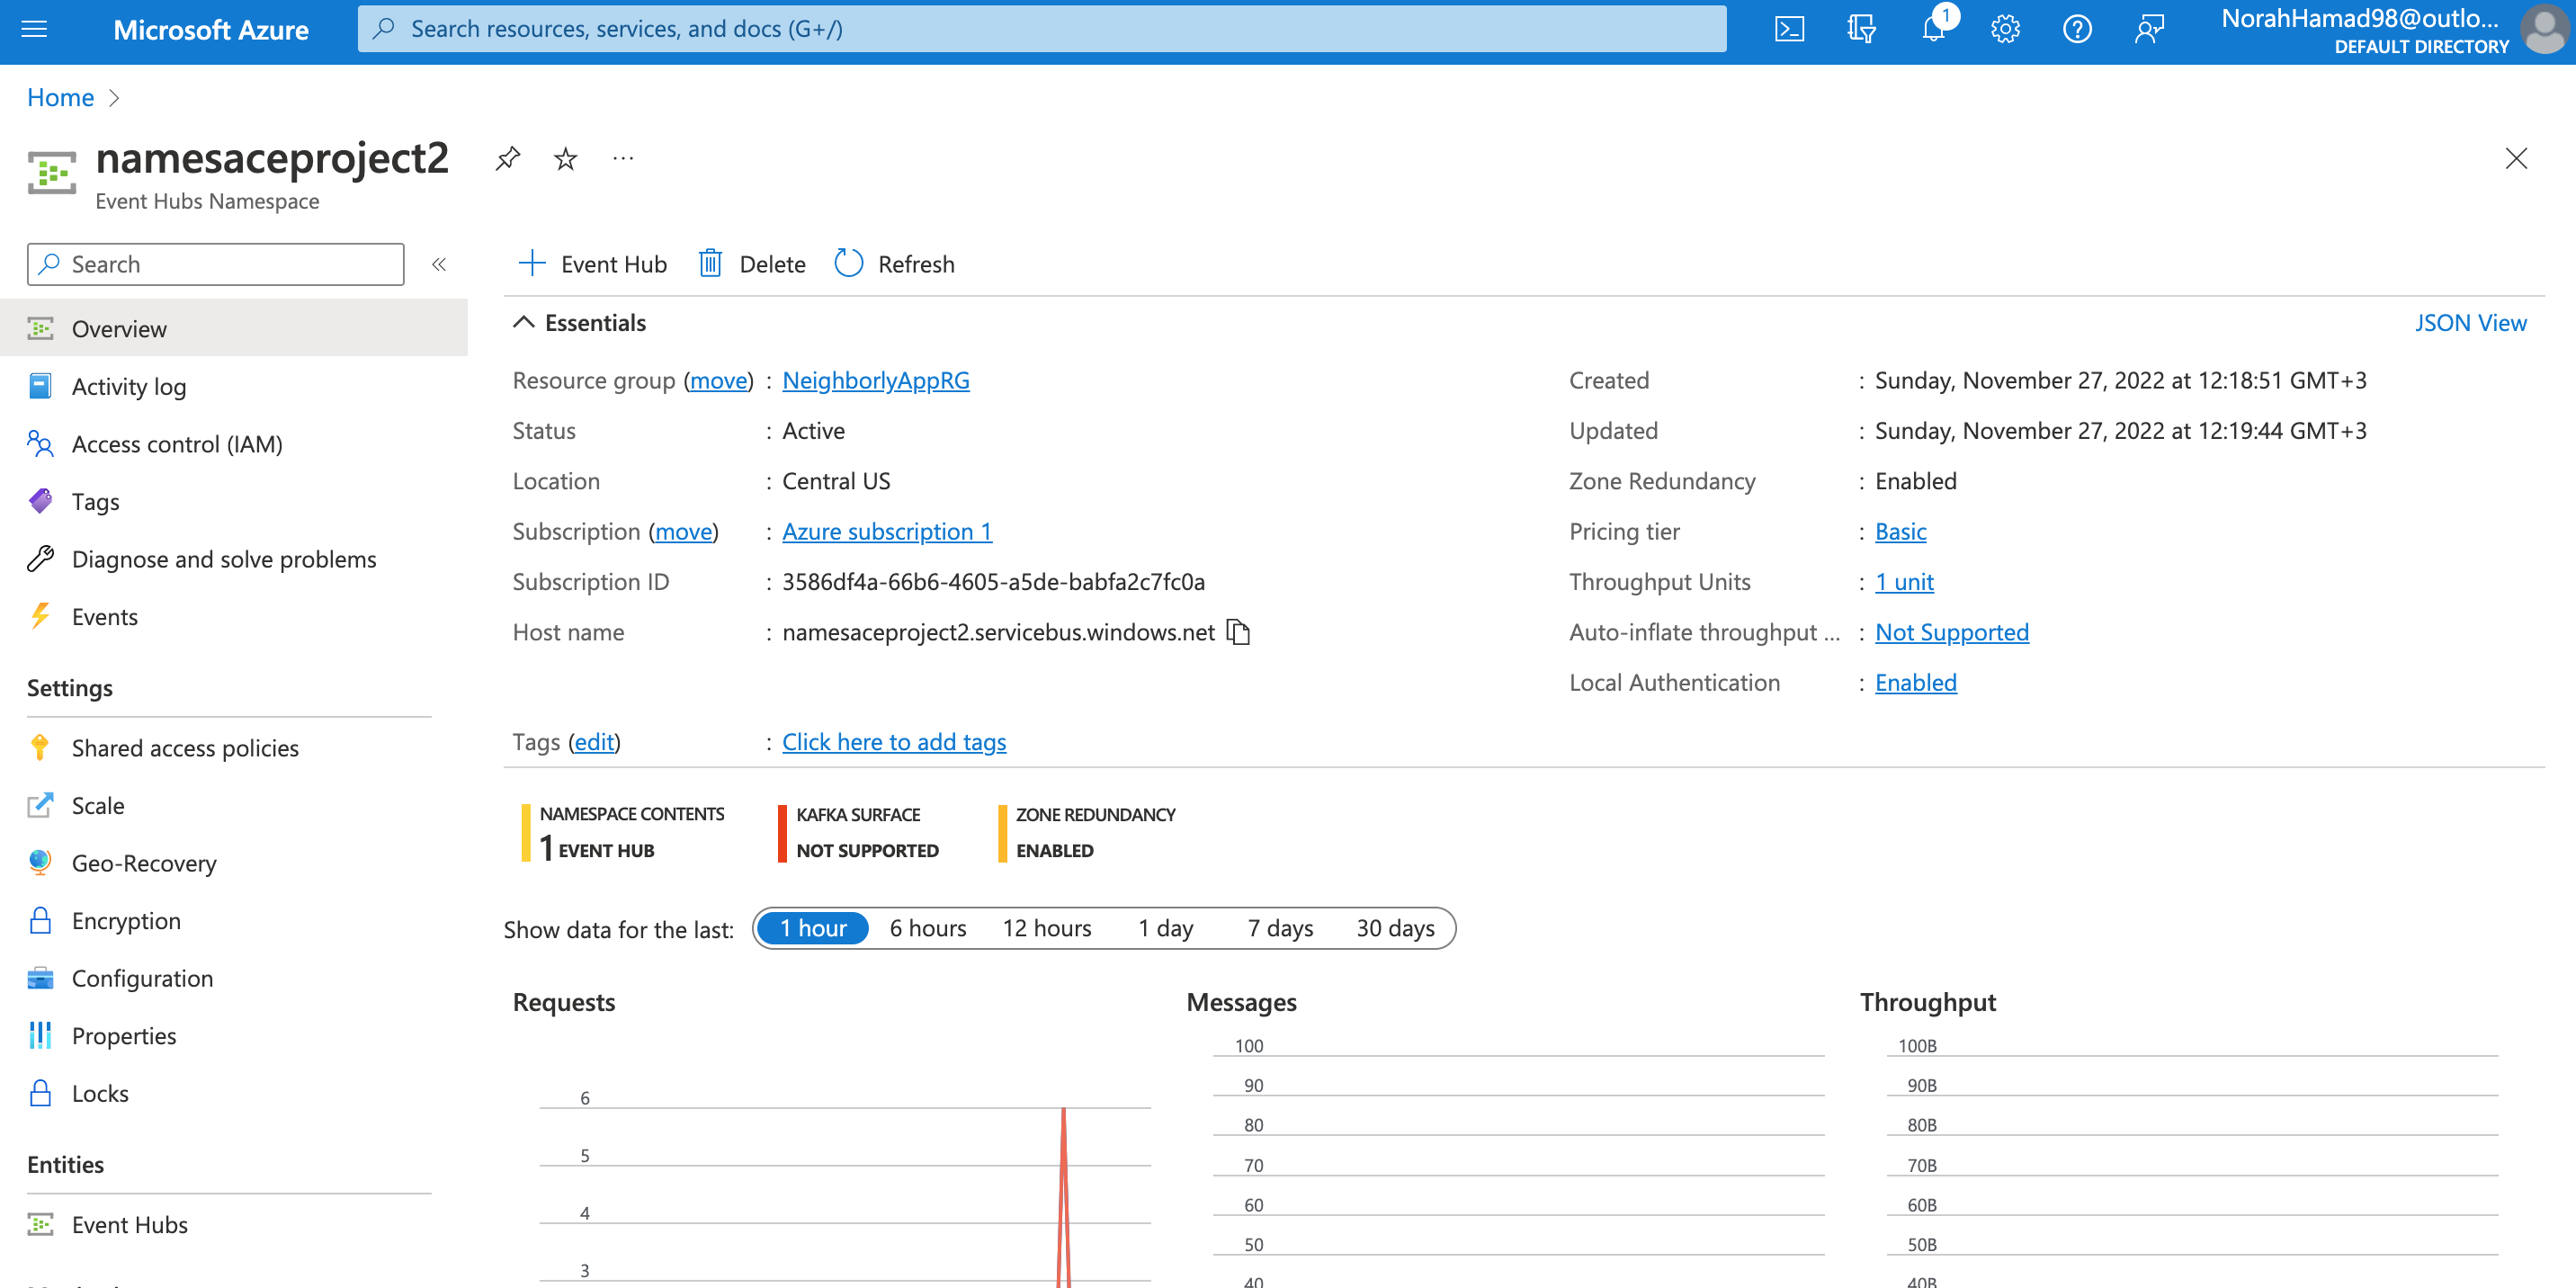 Microsoft Azure
Search resources, services, and docs (G+/)
1
NorahHamad98@outlo...
DEFAULT DIRECTORY
Home
namesaceproject2
Event Hubs Namespace
Search
Event Hub
Delete
Refresh
Overview
Activity log
Access control (IAM)
Tags
Diagnose and solve problems
Events
Settings
Shared access policies
Scale
Geo-Recovery
Encryption
Configuration
Properties
Locks
Entities
Event Hubs
Essentials
JSON View
Resource group (move) : NeighborlyAppRG
Status : Active
Location : Central US
Subscription (move) : Azure subscription 1
Subscription ID : 3586df4a-66b6-4605-a5de-babfa2c7fc0a
Host name : namesaceproject2.servicebus.windows.net
Created : Sunday, November 27, 2022 at 12:18:51 GMT+3
Updated : Sunday, November 27, 2022 at 12:19:44 GMT+3
Zone Redundancy : Enabled
Pricing tier : Basic
Throughput Units : 1 unit
Auto-inflate throughput ... : Not Supported
Local Authentication : Enabled
Tags (edit) : Click here to add tags
NAMESPACE CONTENTS
1 EVENT HUB
KAFKA SURFACE
NOT SUPPORTED
ZONE REDUNDANCY
ENABLED
Show data for the last: 1 hour 6 hours 12 hours 1 day 7 days 30 days
Requests
6
5
4
3
Messages
100
90
80
70
60
50
40
Throughput
100B
90B
80B
70B
60B
50B
40B